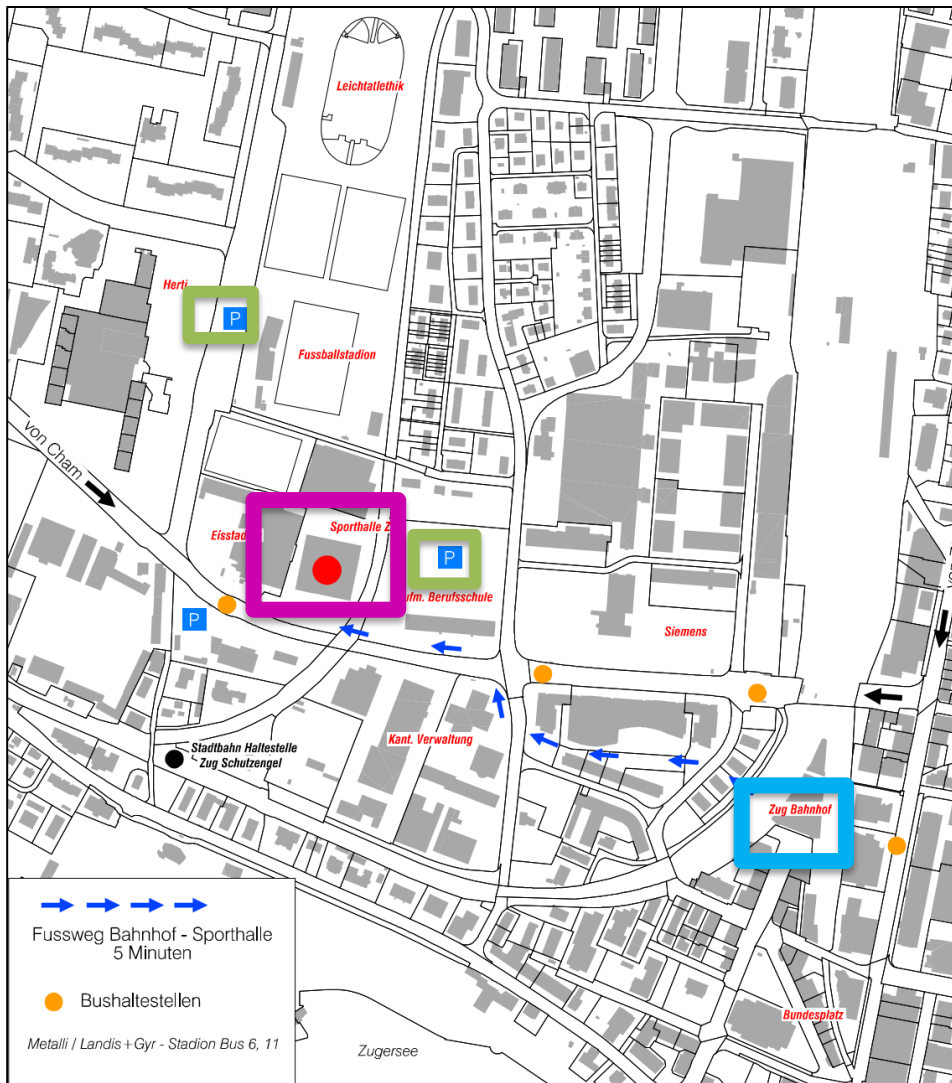 Leichtatlethik
Herti
P
Fussballstadion
von Cham
Sporthalle
P
Berufsschule
Siemens
P
Kant. Verwaltung
Stadtbahn Haltestelle
Zug Schutzengel
Zug Bahnhof
Fussweg Bahnhof - Sporthalle
5 Minuten
Bushaltestellen
Bundesplatz
Metalli / Landis+Gyr - Stadion Bus 6, 11
Zugersee